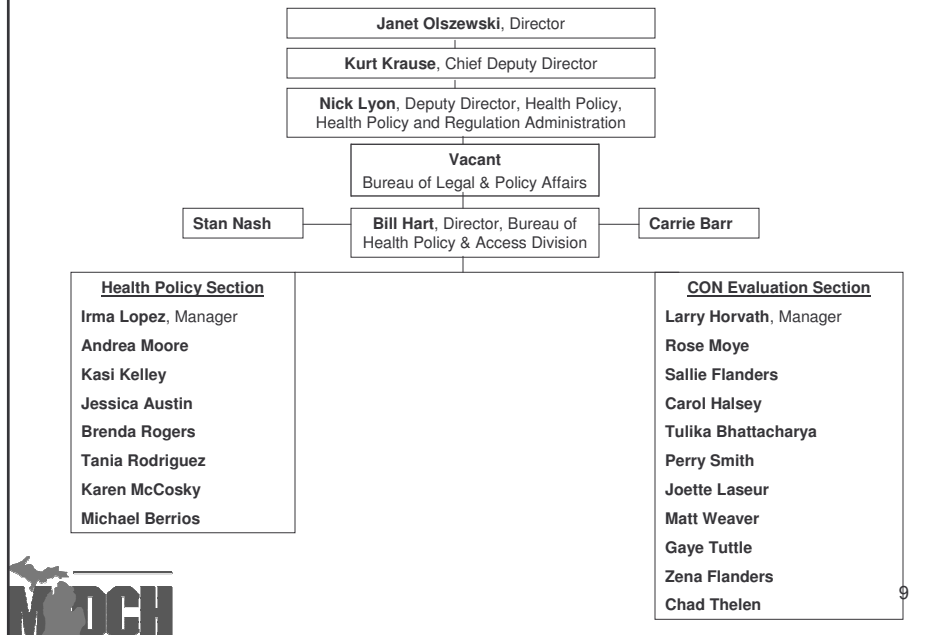 Janet Olszewski, Director
Kurt Krause, Chief Deputy Director
Nick Lyon, Deputy Director, Health Policy,
Health Policy and Regulation Administration
Vacant
Bureau of Legal & Policy Affairs
Stan Nash
Bill Hart, Director, Bureau of
Health Policy & Access Division
Carrie Barr
Health Policy Section
Irma Lopez, Manager
Andrea Moore
Kasi Kelley
Jessica Austin
Brenda Rogers
Tania Rodriguez
Karen McCosky
Michael Berrios
CON Evaluation Section
Larry Horvath, Manager
Rose Moye
Sallie Flanders
Carol Halsey
Tulika Bhattacharya
Perry Smith
Joette Laseur
Matt Weaver
Gaye Tuttle
Zena Flanders
Chad Thelen
MDCH
9